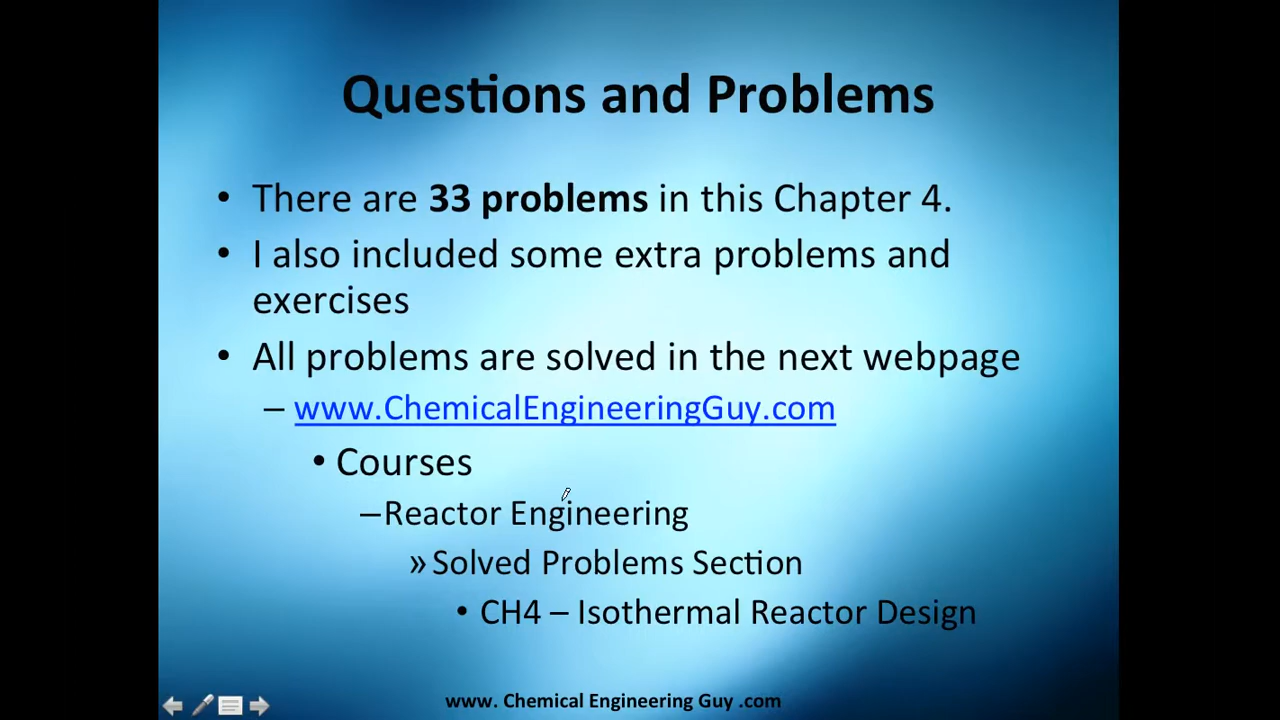 Questions and Problems
• There are 33 problems in this Chapter 4.
• I also included some extra problems and
exercises
• All problems are solved in the next webpage
– www.ChemicalEngineeringGuy.com
• Courses
–Reactor Engineering
» Solved Problems Section
• CH4 – Isothermal Reactor Design
www. Chemical Engineering Guy .com